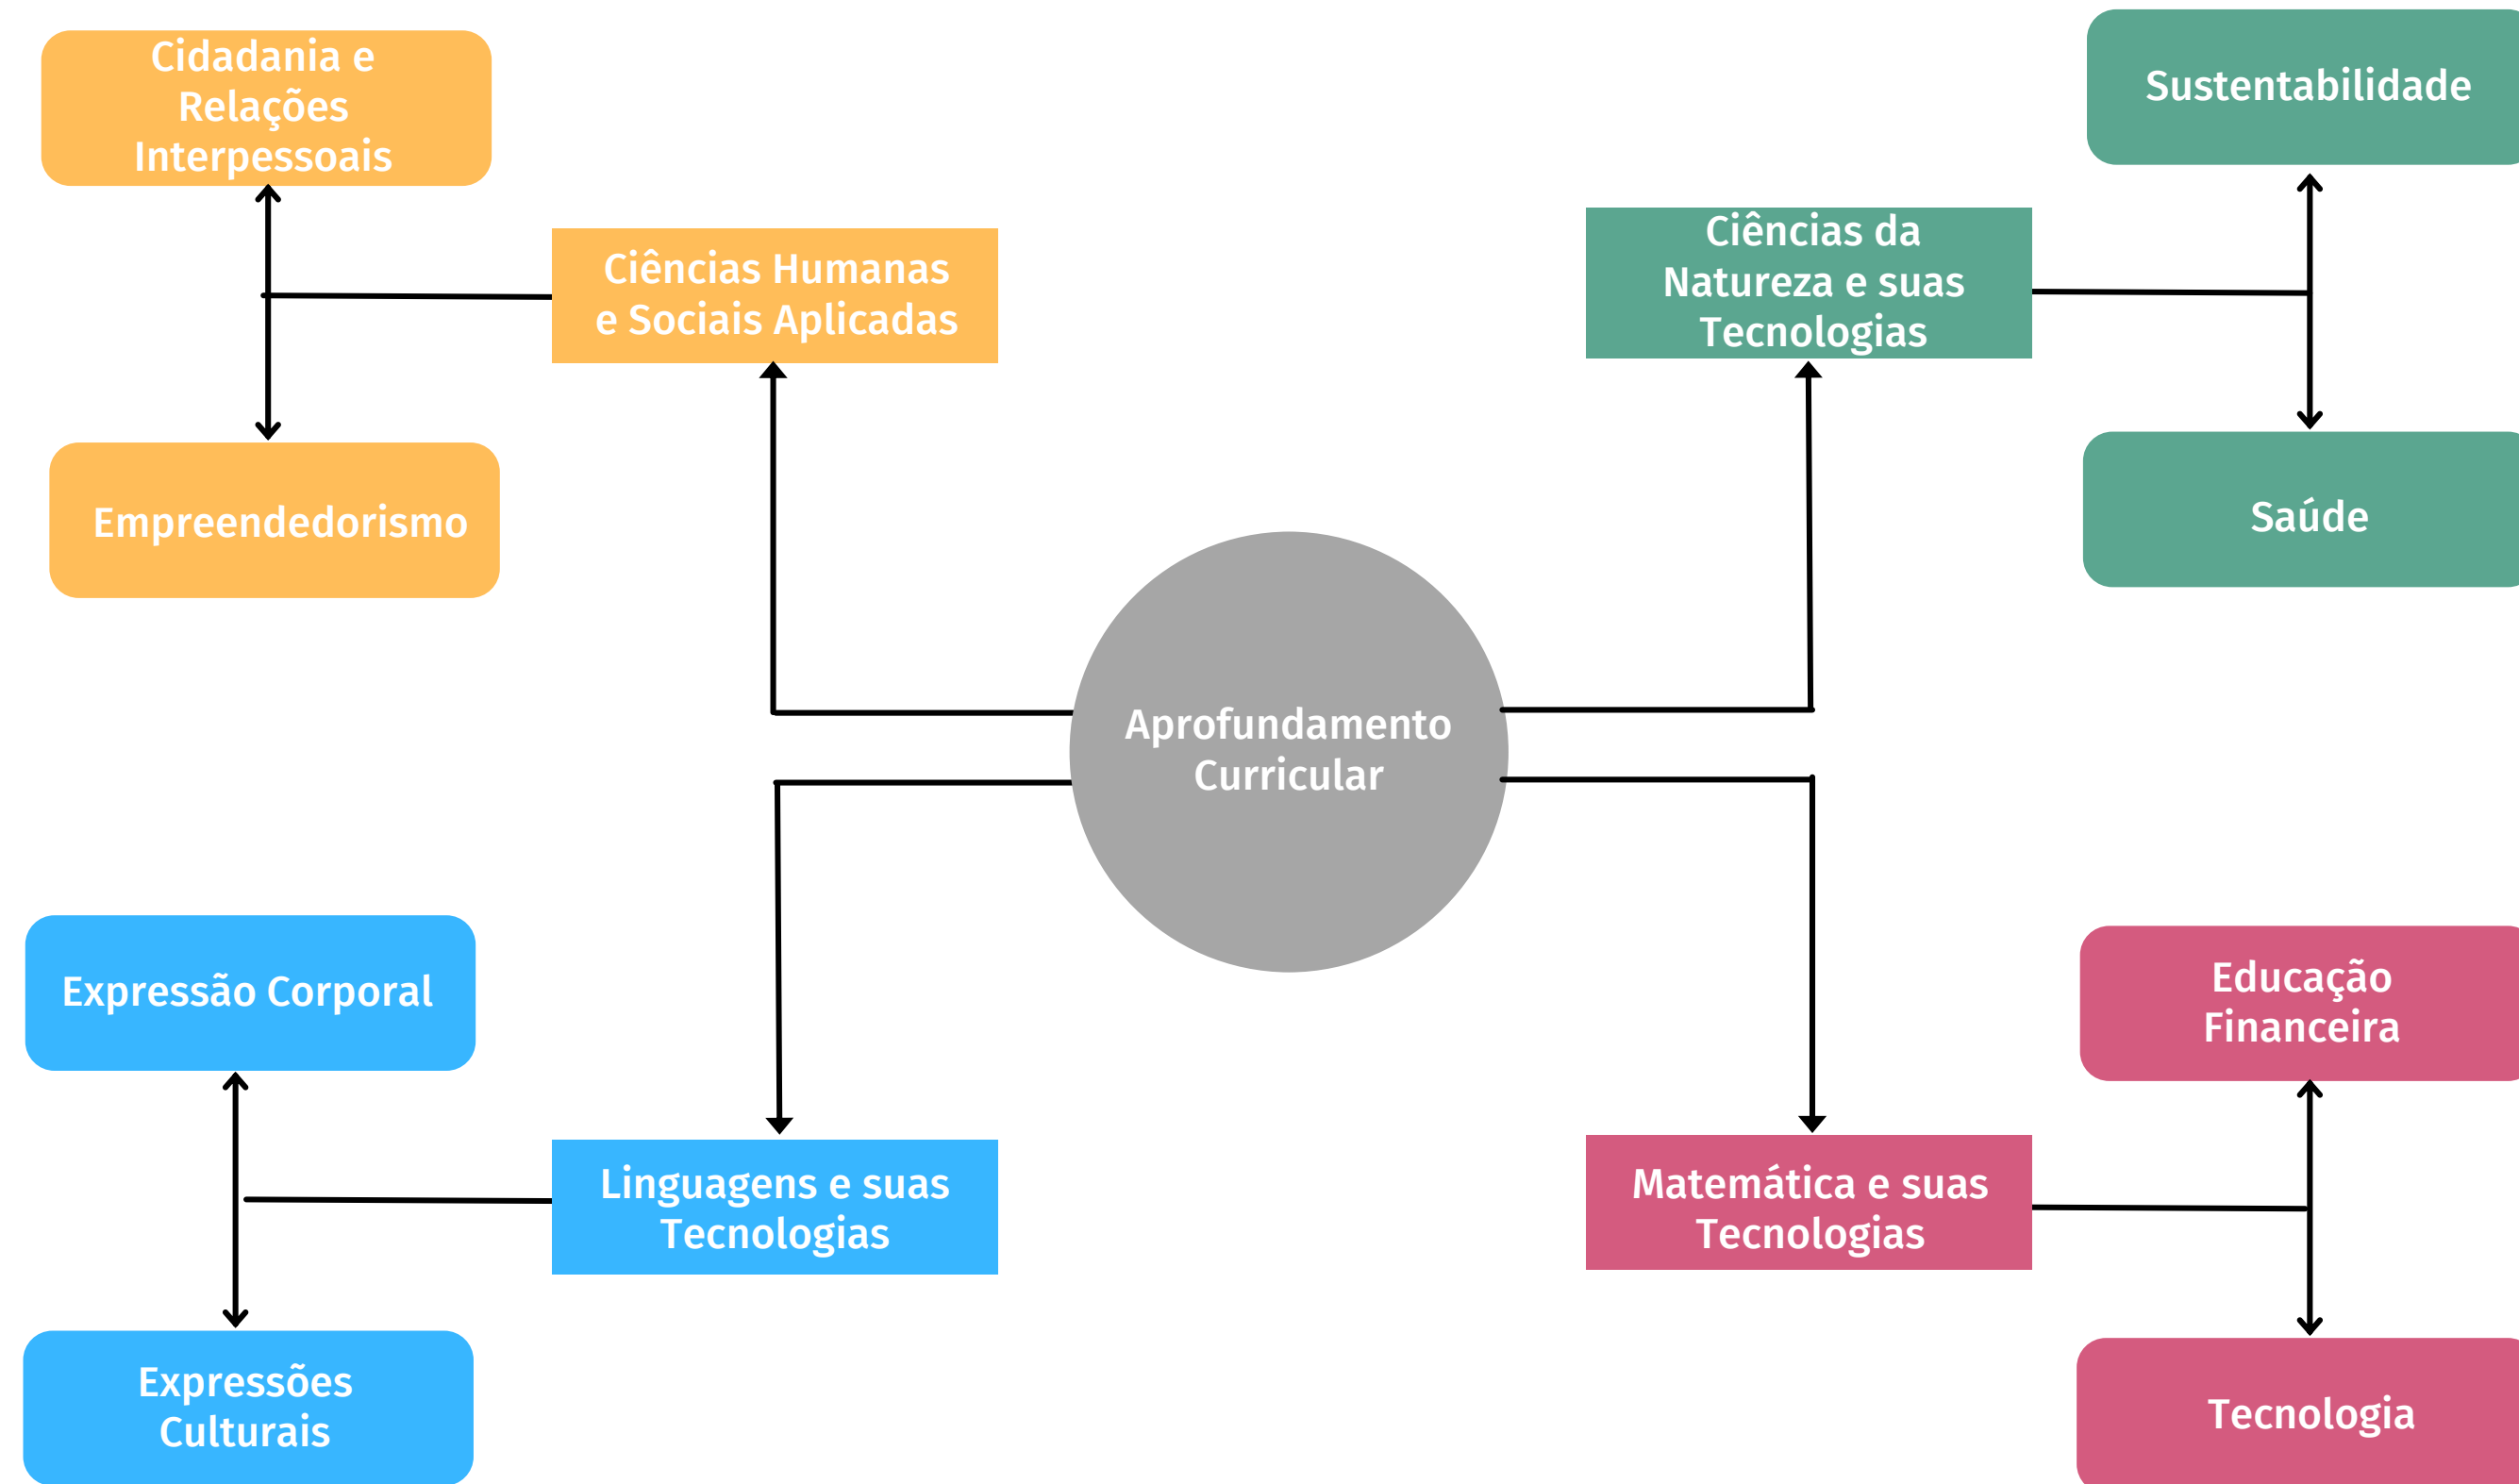 Cidadania e
Relações
Interpessoais
Ciências Humanas
e Sociais Aplicadas
Empreendedorismo
Sustentabilidade
Ciências da
Natureza e suas
Tecnologias
Saúde
Aprofundamento
Curricular
Expressão Corporal
Linguagens e suas
Tecnologias
Expressões
Culturais
Educação
Financeira
Matemática e suas
Tecnologias
Tecnologia